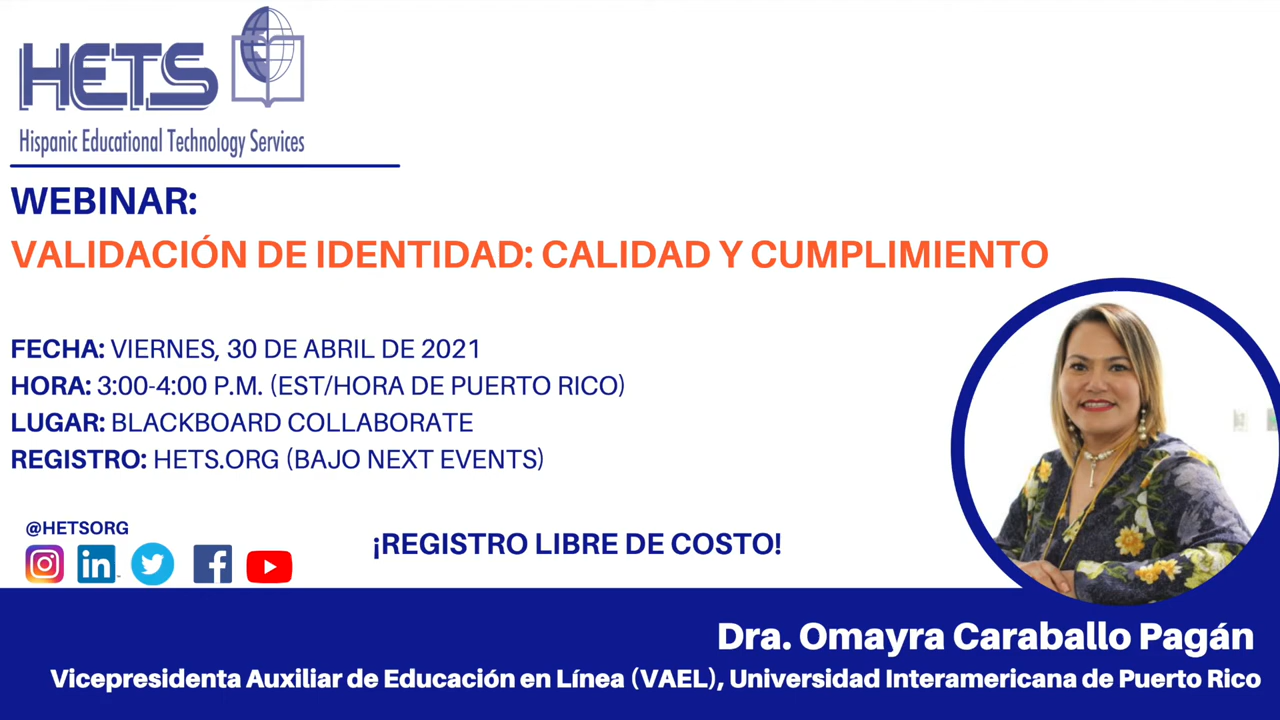 HETS
Hispanic Educational Technology Services
WEBINAR:
VALIDACIÓN DE IDENTIDAD: CALIDAD Y CUMPLIMIENTO
FECHA: VIERNES, 30 DE ABRIL DE 2021
HORA: 3:00-4:00 P.M. (EST/HORA DE PUERTO RICO)
LUGAR: BLACKBOARD COLLABORATE
REGISTRO: HETS.ORG (BAJO NEXT EVENTS)
@HETSORG
in
¡REGISTRO LIBRE DE COSTO!
Dra. Omayra Caraballo Pagán
Vicepresidenta Auxiliar de Educación en Línea (VAEL), Universidad Interamericana de Puerto Rico